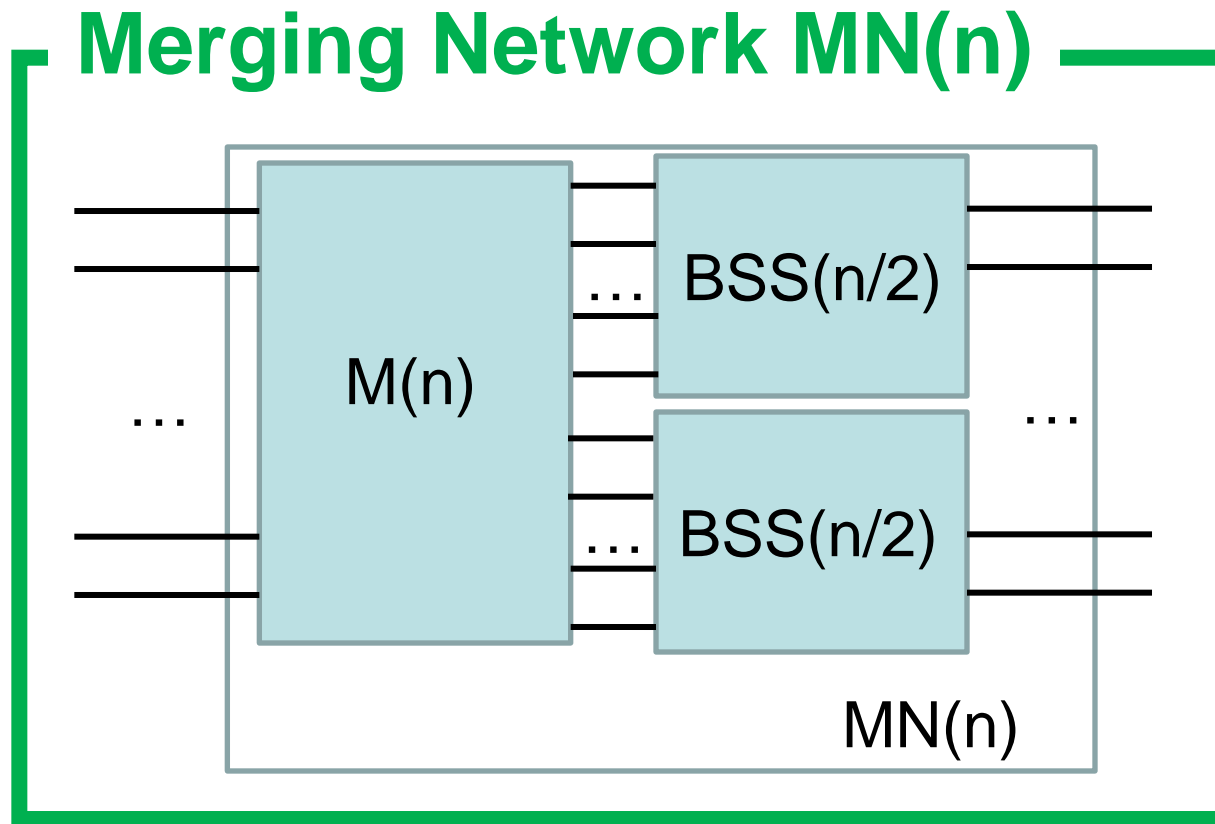 Merging Network MN(n)
M(n)
...
BSS(n/2)
...
BSS(n/2)
...
...
MN(n)